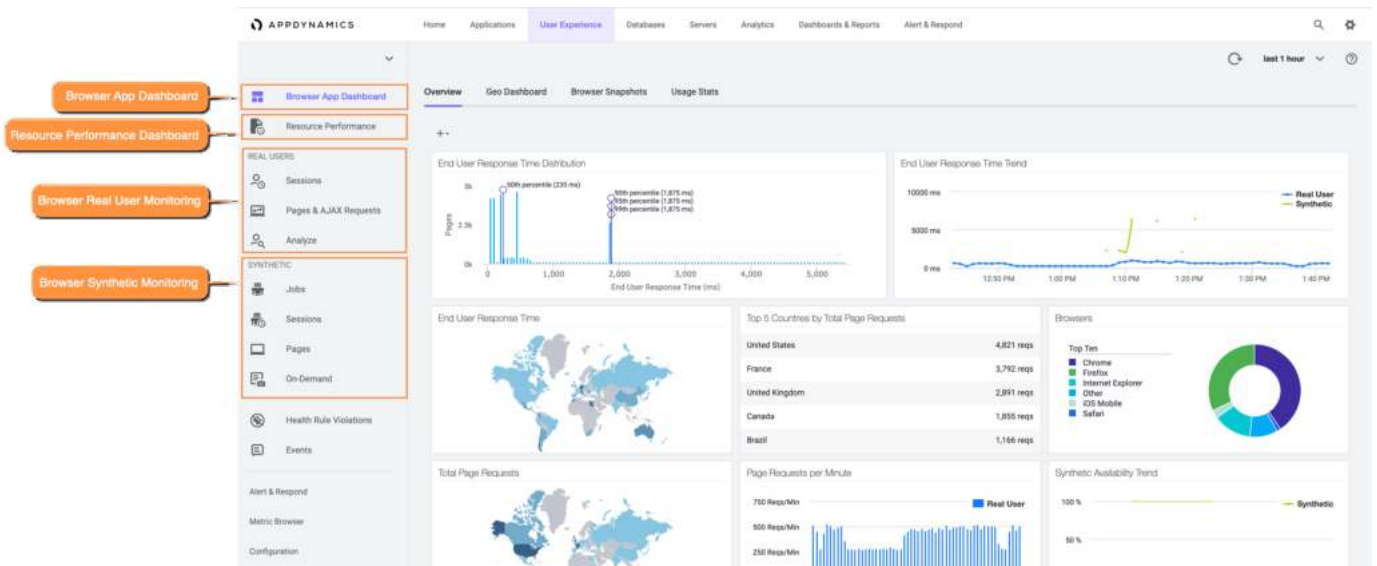 APPDYNAMICS
Home Applications User Experience Databases Servers Analytics Dashboards & Reports Alert & Respond
last 1 hour
Browser App Dashboard
Browser App Dashboard
Overview Geo Dashboard Browser Snapshots Usage Stats
Resource Performance Dashboard
Resource Performance
REAL USERS
Sessions
Browser Real User Monitoring
Pages & AJAX Requests
Analyze
SYNTHETIC
Browser Synthetic Monitoring
Jobs
Sessions
Pages
On-Demand
Health Rule Violations
Events
Alert & Respond
Metric Browser
Configuration
End User Response Time Distribution
3k
50th percentile (235 ms)
90th percentile (1,875 ms)
95th percentile (1,875 ms)
99th percentile (1,875 ms)
Pages
2.5k
0k
0 1,000 2,000 3,000 4,000 5,000
End User Response Time (ms)
End User Response Time Trend
10000 ms
Real User
Synthetic
5000 ms
0 ms
12:50 PM 1:00 PM 1:10 PM 1:20 PM 1:30 PM 1:40 PM
End User Response Time
Top 5 Countries by Total Page Requests
United States 4,821 reqs
France 3,792 reqs
United Kingdom 2,891 reqs
Canada 1,855 reqs
Brazil 1,166 reqs
Browsers
Top Ten
Chrome
Firefox
Internet Explorer
Other
iOS Mobile
Safari
Total Page Requests
Page Requests per Minute
750 Reqs/Min
Real User
500 Reqs/Min
250 Reqs/Min
Synthetic Availability Trend
100 %
Synthetic
50 %